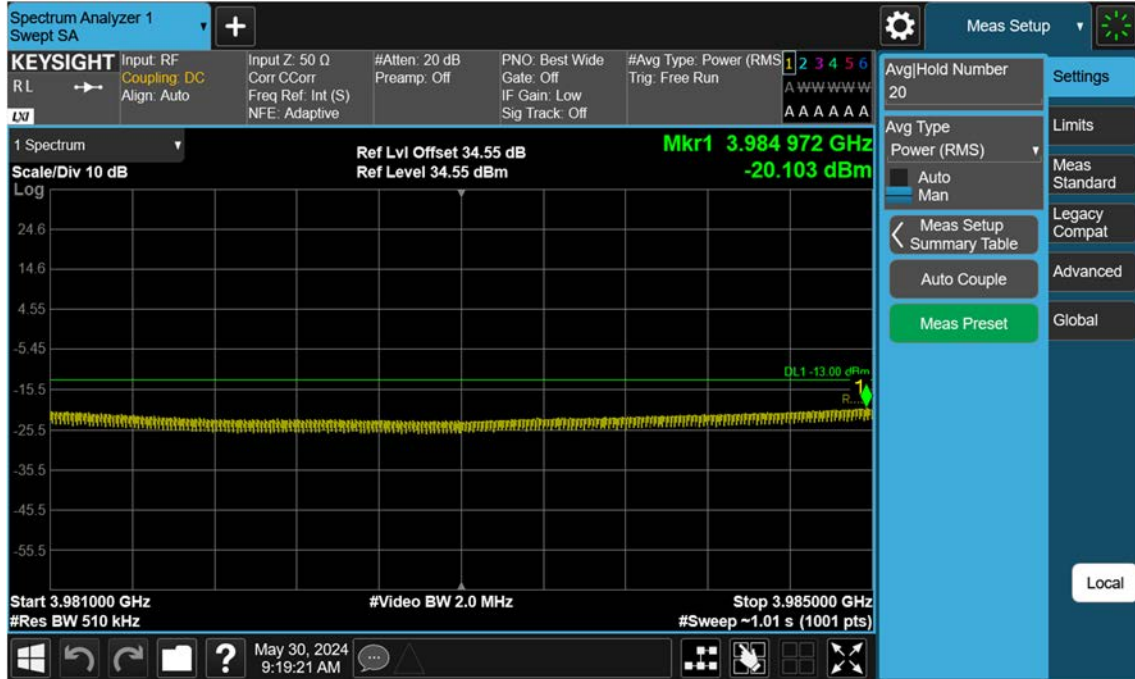 Spectrum Analyzer 1
Swept SA
+
Meas Setup
KEYSIGHT
R L
LXI
Input: RF
Coupling: DC
Align: Auto
Input Z: 50 Ω
Corr CCorr
Freq Ref: Int (S)
NFE: Adaptive
#Atten: 20 dB
Preamp: Off
PNO: Best Wide
Gate: Off
IF Gain: Low
Sig Track: Off
#Avg Type: Power (RMS
Trig: Free Run
1 2 3 4 5 6
A W W W W W
A A A A A A
1 Spectrum
Scale/Div 10 dB
Log
Ref Lvl Offset 34.55 dB
Ref Level 34.55 dBm
Mkr1 3.984 972 GHz
-20.103 dBm
24.6
14.6
4.55
-5.45
-15.5
-25.5
-35.5
-45.5
-55.5
DL1 -13.00 dBm
1
R...
Start 3.981000 GHz
#Res BW 510 kHz
#Video BW 2.0 MHz
Stop 3.985000 GHz
#Sweep ~1.01 s (1001 pts)
Avg|Hold Number
20
Avg Type
Power (RMS)
Auto
Man
Meas Setup
Summary Table
Auto Couple
Meas Preset
Settings
Limits
Meas
Standard
Legacy
Compat
Advanced
Global
Local
?
May 30, 2024
9:19:21 AM